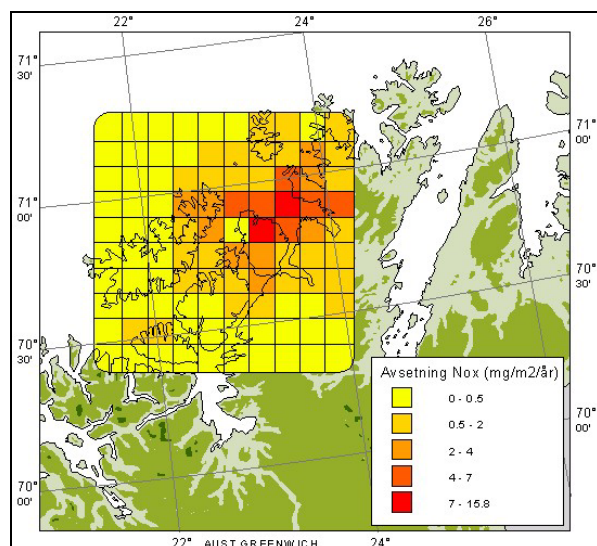 22° 24° 26°
71° 30'
71° 00'
71° 00'
70° 30'
70° 30'
70° 00'
70° 00'
Avsetning Nox (mg/m2/år)
0 - 0.5
0.5 - 2
2 - 4
4 - 7
7 - 15.8
22° AUST GREENWICH 24°